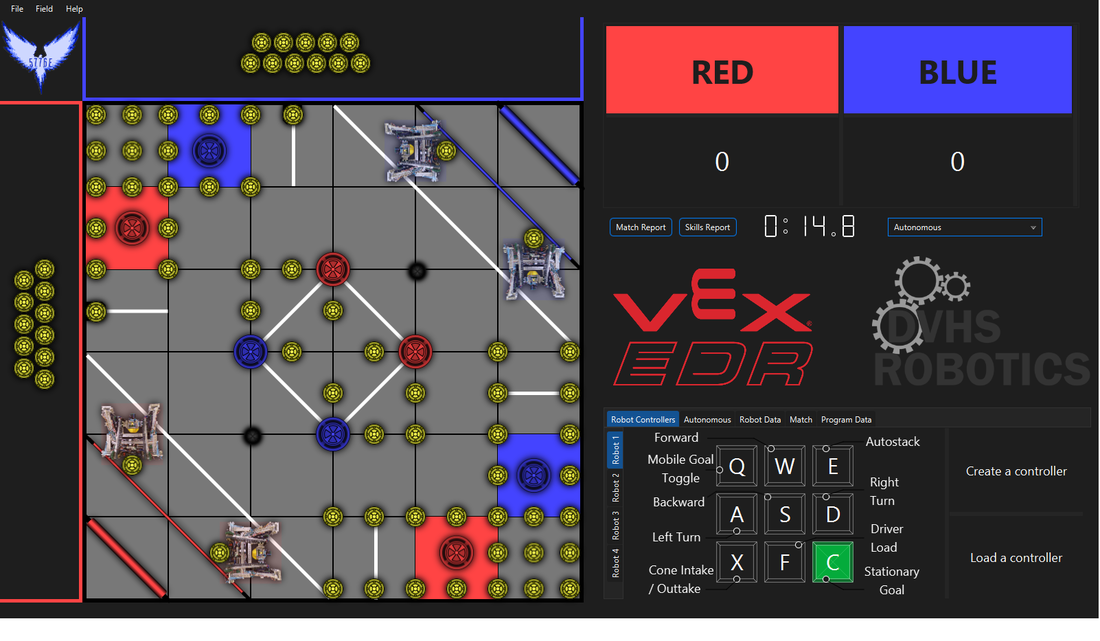 File Field Help
5776E
RED BLUE
0 0
Match Report Skills Report 0:14.8 Autonomous
VEX
EDR
DVHS
ROBOTICS
Robot Controllers Autonomous Robot Data Match Program Data
Robot 1
Robot 2
Robot 3
Robot 4
Forward
Mobile Goal
Toggle
Backward
Left Turn
Cone Intake
/ Outtake
Q W E
A S D
X F C
Autostack
Right
Turn
Driver
Load
Stationary
Goal
Create a controller
Load a controller